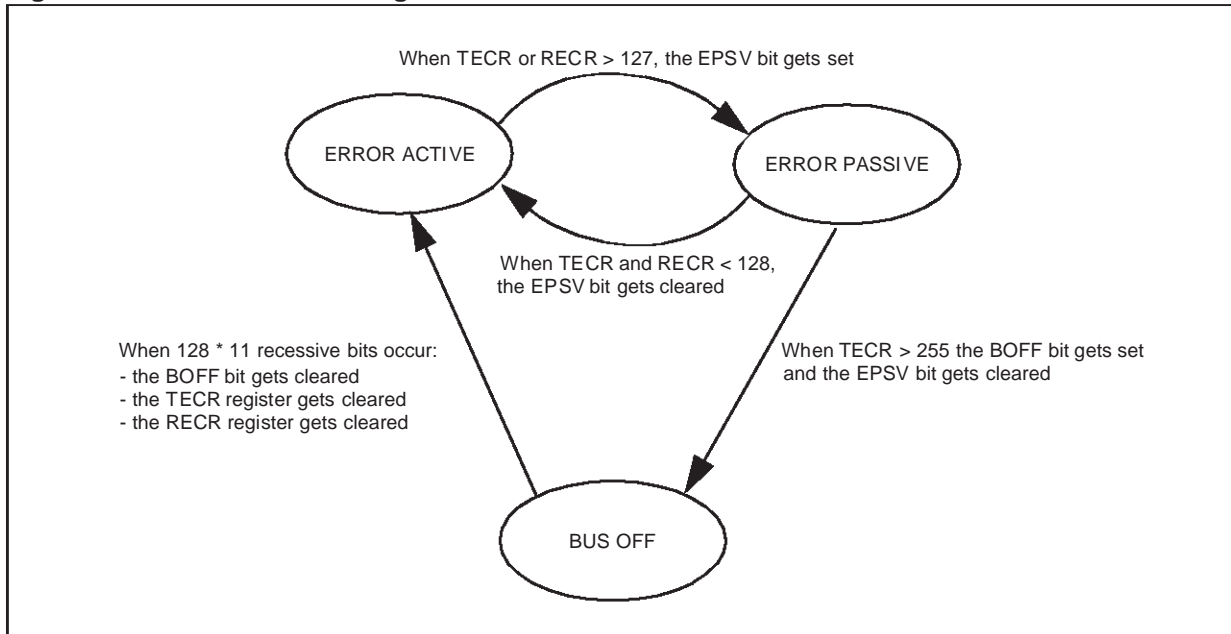 When TECR or RECR > 127, the EPSV bit gets set
ERROR ACTIVE
ERROR PASSIVE
When TECR and RECR < 128,
the EPSV bit gets cleared
When 128 * 11 recessive bits occur:
- the BOFF bit gets cleared
- the TECR register gets cleared
- the RECR register gets cleared
When TECR > 255 the BOFF bit gets set
and the EPSV bit gets cleared
BUS OFF